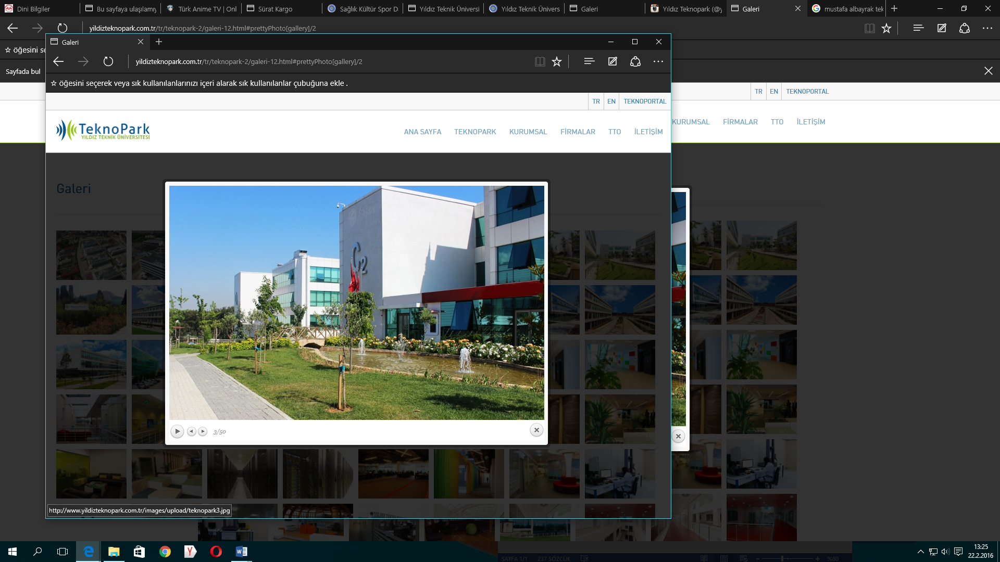 Dini Bilgiler
Bu sayfaya ulaşılamıy
Türk Anime TV | Onl
Sürat Kargo
Sağlık Kültür Spor D
Yıldız Teknik Üniversi
Yıldız Teknik Univers
Galeri
Yıldız Teknopark (@y
Galeri
mustafa albayrak tek
yildizteknopark.com.tr/tr/teknopark-2/galeri-12.html#prettyPhoto[gallery]/2
öğesini se
Sayfada bul
Galeri
yildizteknopark.com.tr/tr/teknopark-2/galeri-12.html#prettyPhoto[gallery]/2
öğesini seçerek veya sık kullanılanlarınızı içeri alarak sık kullanılanlar çubuğuna ekle .
TR EN TEKNOPORTAL
TR EN TEKNOPORTAL
TeknoPark
YILDIZ TEKNİK ÜNİVERSİTESİ
ANA SAYFA TEKNOPARK KURUMSAL FİRMALAR TTO İLETİŞİM
KURUMSAL FİRMALAR TTO İLETİŞİM
Galeri
C2
3/50
http://www.yildizteknopark.com.tr/images/upload/teknopark3.jpg
SAYFA 1/1 237 SÖZCÜK
%80
13:25
22.2.2016